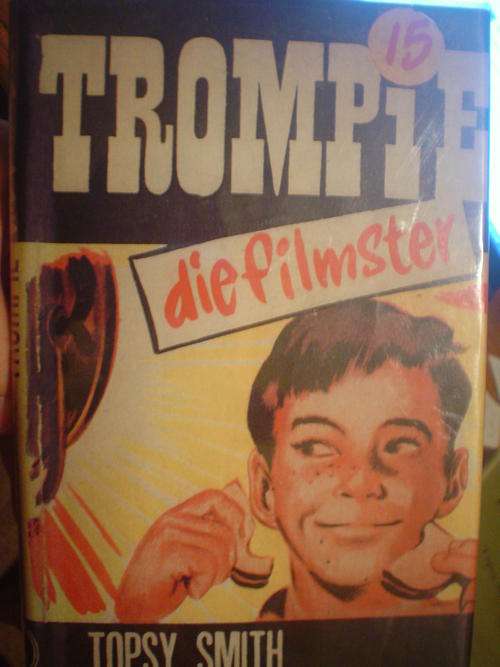 15
TROMPiE
die filmster
TOPSY SMITH